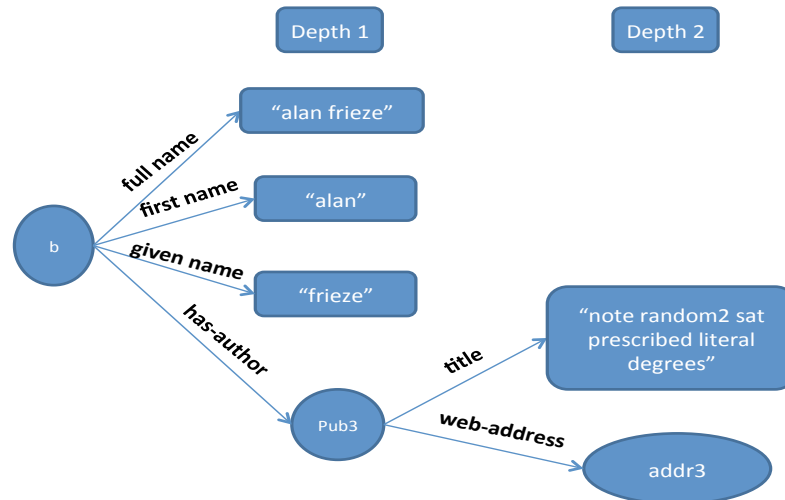 Depth 1
Depth 2
“alan frieze”
full name
first name
“alan”
b
given name
“frieze”
has-author
“note random2 sat
prescribed literal
degrees”
title
Pub3
web-address
addr3